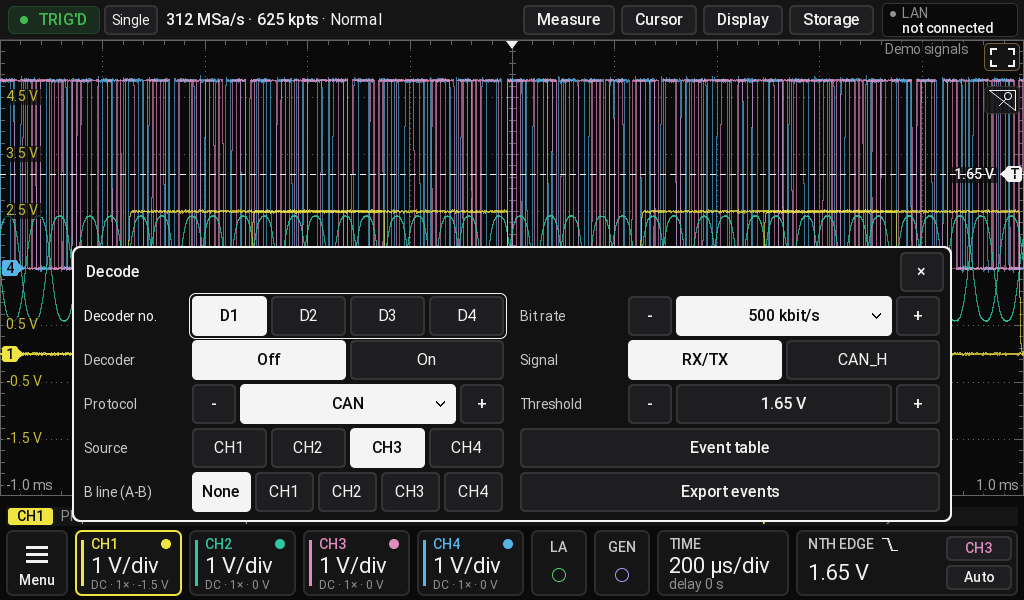 TRIG'D Single 312 MSa/s · 625 kpts · Normal Measure Cursor Display Storage LAN
not connected
Demo signals
4.5 V
3.5 V
1.65 V T
2.5 V
4
Decode ×
Decoder no. D1 D2 D3 D4 Bit rate - 500 kbit/s +
0.5 V
1
Decoder Off On Signal RX/TX CAN_H
-0.5 V
Protocol - CAN + Threshold - 1.65 V +
-1.5 V
Source CH1 CH2 CH3 CH4 Event table
-1.0 ms 1.0 ms
B line (A-B) None CH1 CH2 CH3 CH4 Export events
CH1
CH1 CH2 CH3 CH4 LA GEN TIME NTH EDGE CH3
1 V/div 1 V/div 1 V/div 1 V/div 200 µs/div 1.65 V
Menu DC · 1× · -1.5 V DC · 1× · 0 V DC · 1× · 0 V DC · 1× · 0 V delay 0 s Auto